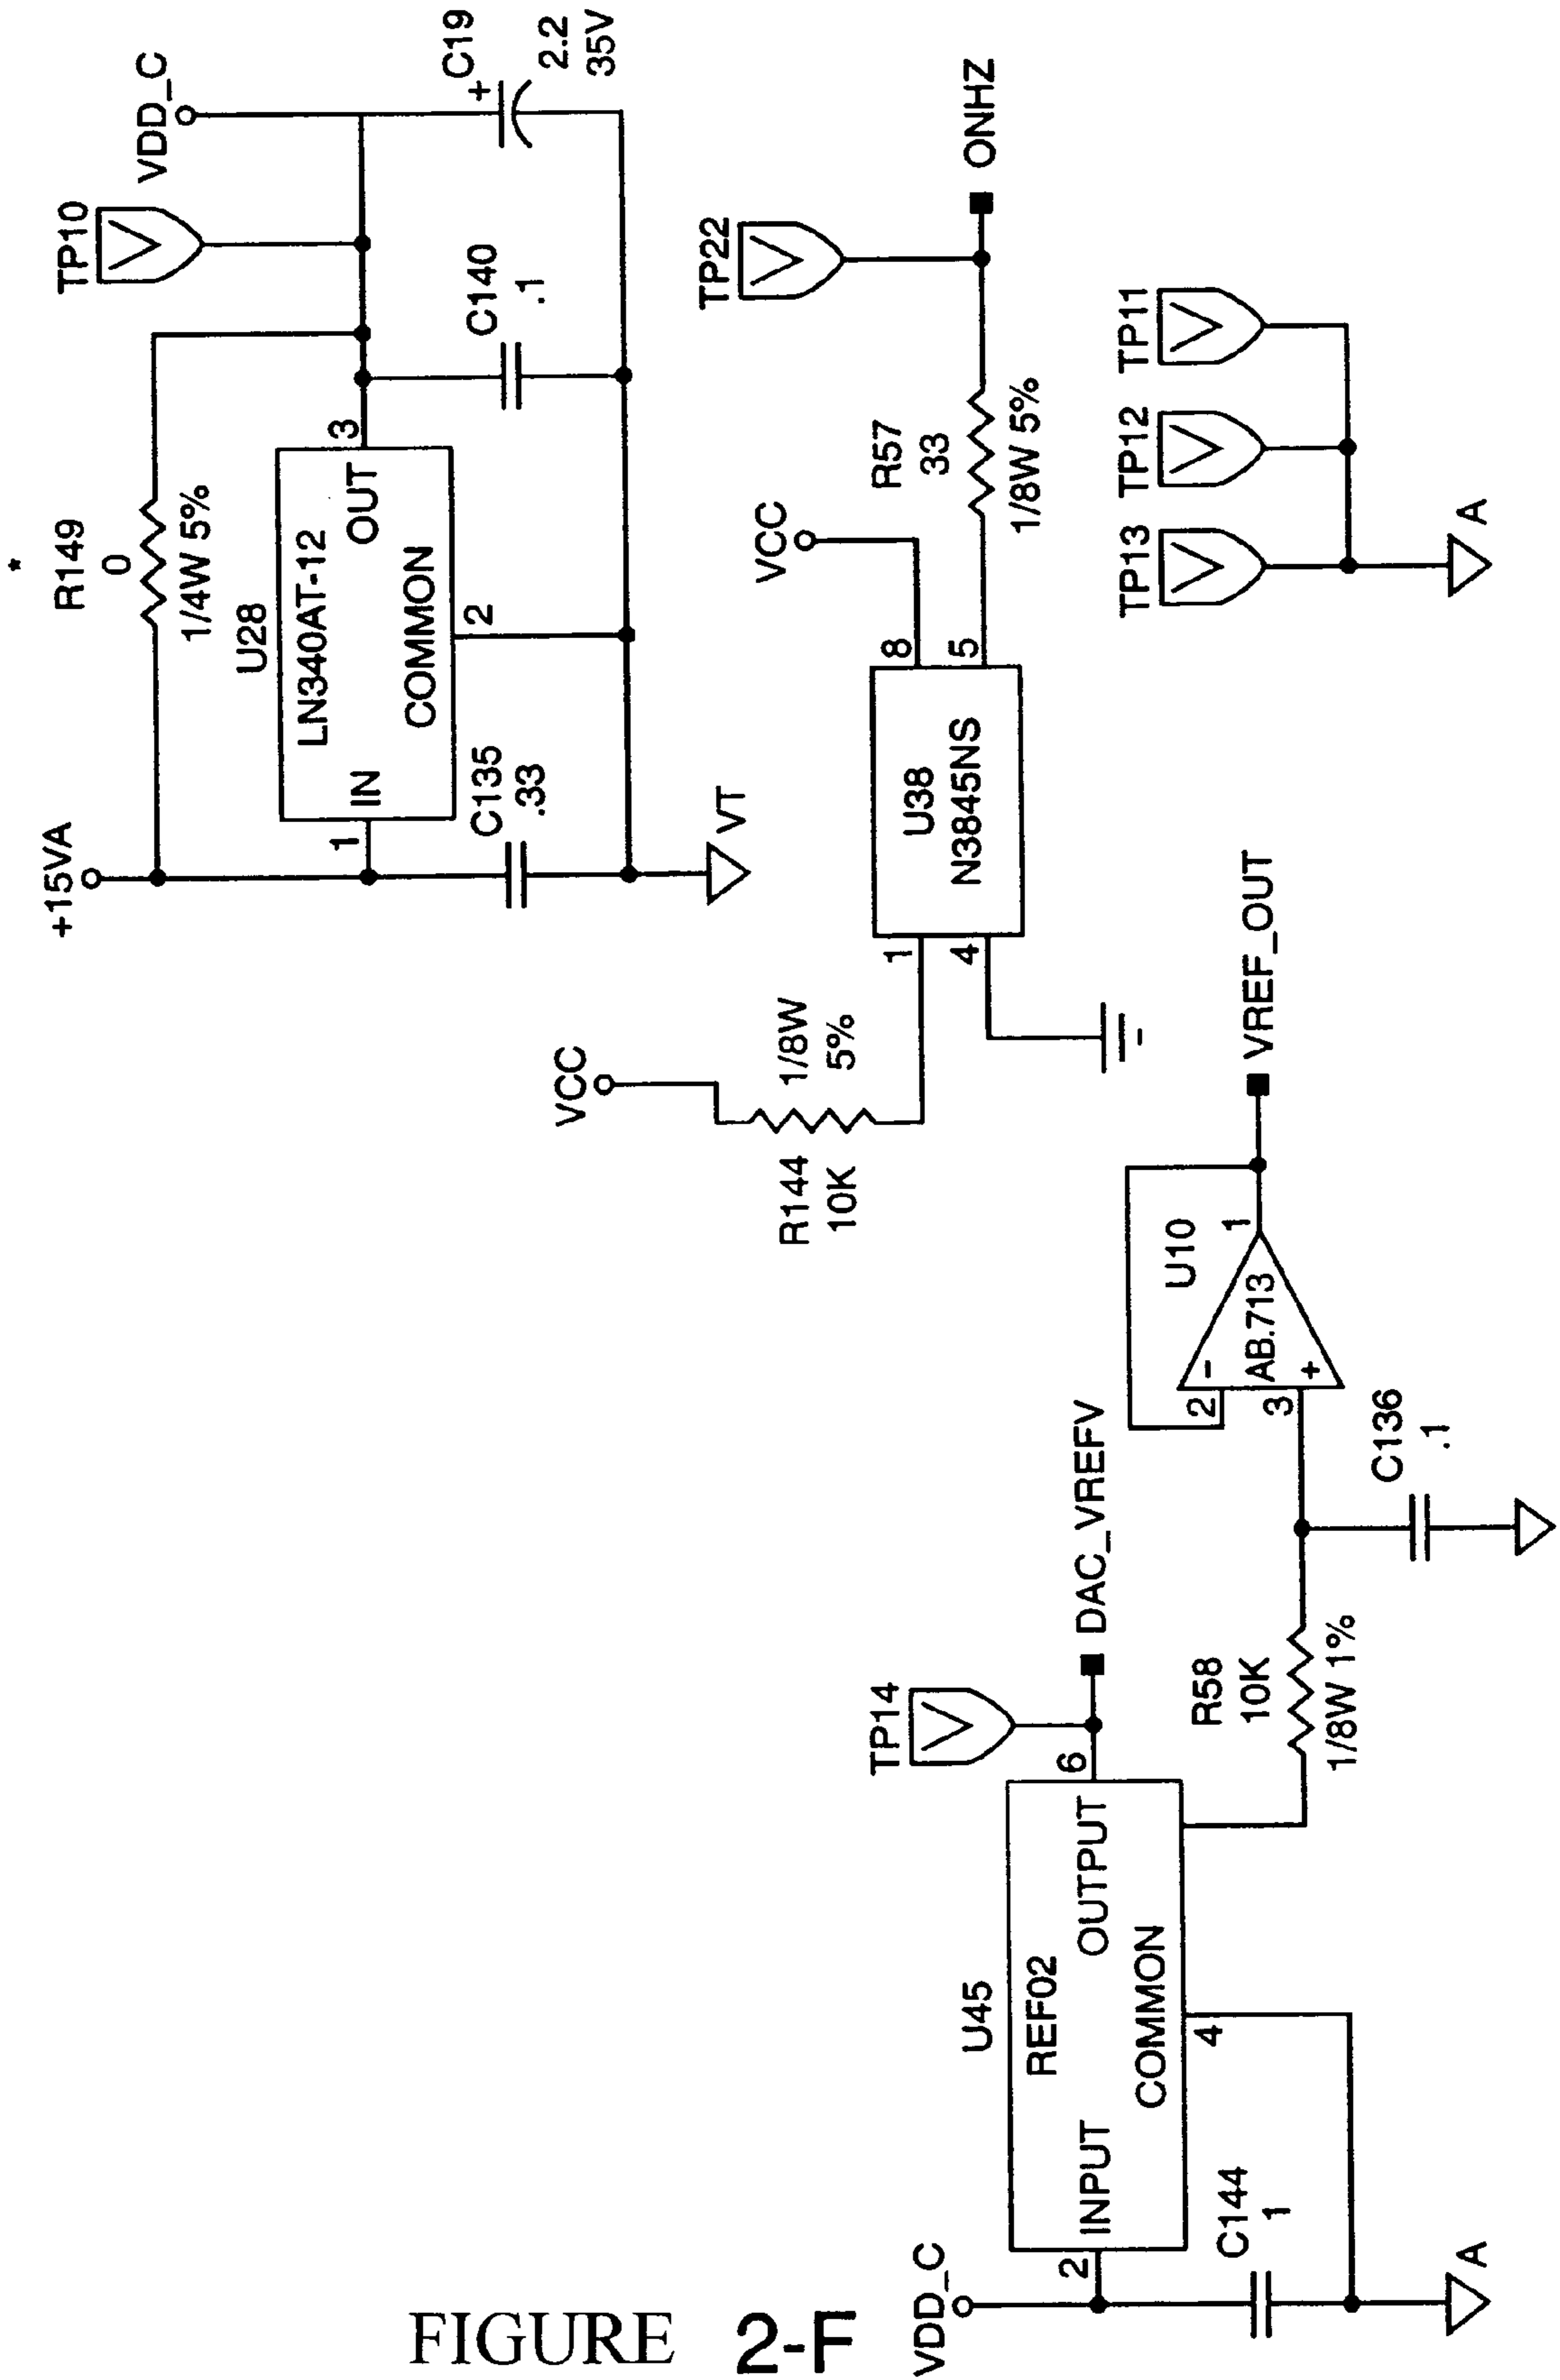 *
R149
0
1/4W 5%
+15VA
U28
LN340AT-12
IN
OUT
COMMON
1
3
2
TP10
VDD_C
C135
.33
C140
.1
C19
+
2.2
35V
VT
VCC
R144
10K
1/8W
5%
1
4
U38
N3845NS
8
5
VCC
R57
33
1/8W 5%
TP22
ONHZ
TP13
TP12
TP11
A
VDD_C
2
U45
REF02
INPUT
OUTPUT
COMMON
4
6
C144
1
A
TP14
DAC_VREFV
R58
10K
1/8W 1%
C136
.1
2
3
-
+
AB.713
U10
1
VREF_OUT
FIGURE 2-F